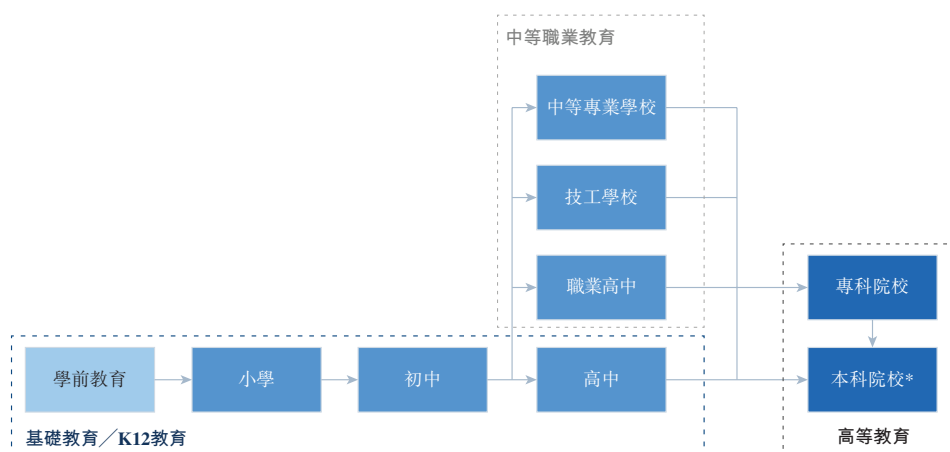 中等職業教育
中等專業學校
技工學校
職業高中
專科院校
學前教育
小學
初中
高中
本科院校*
基礎教育／K12教育
高等教育